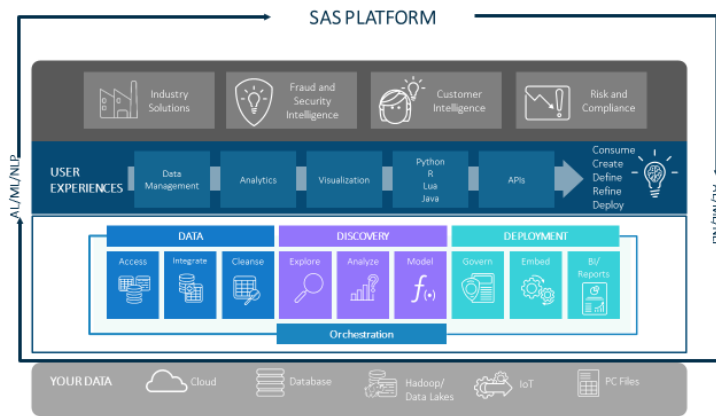 SAS PLATFORM
Industry
Solutions
Fraud and
Security
Intelligence
Customer
Intelligence
Risk and
Compliance
AL/ML/NLP
USER
EXPERIENCES
Data
Management
Analytics
Visualization
Python
R
Lua
Java
APIs
Consume
Create
Define
Refine
Deploy
DATA
DISCOVERY
DEPLOYMENT
Access
Integrate
Cleanse
Explore
Analyze
Model
Govern
Embed
BI/
Reports
f(•)
Orchestration
YOUR DATA
Cloud
Database
Hadoop/
Data Lakes
IoT
PC Files